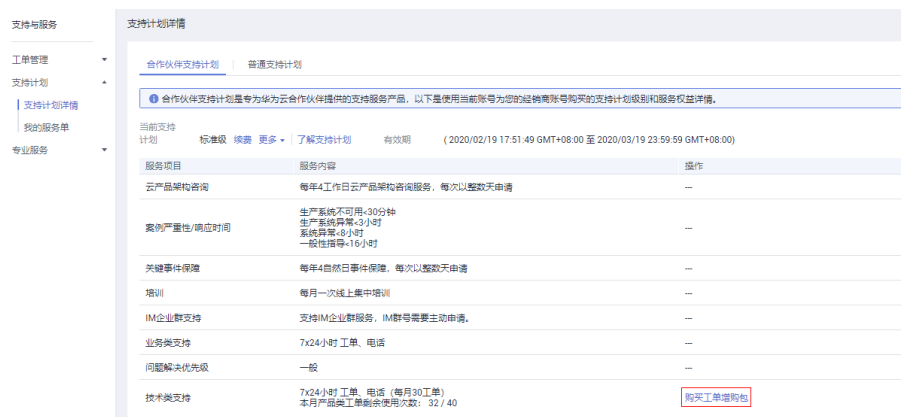 支持与服务
支持计划详情
工单管理
支持计划
支持计划详情
我的服务单
专业服务
合作伙伴支持计划
普通支持计划
合作伙伴支持计划是专为华为云合作伙伴提供的支持服务产品，以下是使用当前账号为您的经销商账号购买的支持计划级别和服务权益详情。
当前支持
计划 标准级 续费 更多 了解支持计划 有效期 ( 2020/02/19 17:51:49 GMT+08:00 至 2020/03/19 23:59:59 GMT+08:00)
服务项目 服务内容 操作
云产品架构咨询 每年4工作日云产品架构咨询服务，每次以整数天申请 --
案例严重性/响应时间
生产系统不可用<30分钟
生产系统异常<3小时
系统异常<8小时
一般性指导<16小时
--
关键事件保障 每年4自然日事件保障，每次以整数天申请 --
培训 每月一次线上集中培训 --
IM企业群支持 支持IM企业群服务，IM群号需要主动申请。 --
业务类支持 7x24小时 工单、电话 --
问题解决优先级 一般 --
技术类支持
7x24小时 工单、电话（每月30工单）
本月产品类工单剩余使用次数： 32 / 40
购买工单增购包